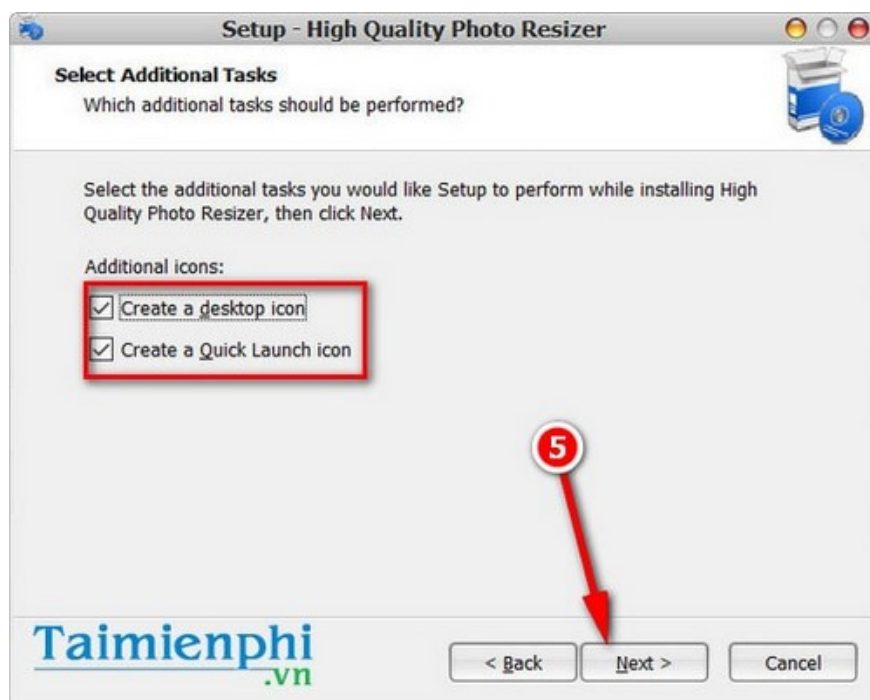 Setup - High Quality Photo Resizer
Select Additional Tasks
Which additional tasks should be performed?
Select the additional tasks you would like Setup to perform while installing High
Quality Photo Resizer, then click Next.
Additional icons:
Create a desktop icon
Create a Quick Launch icon
5
Taimienphi
.vn
< Back
Next >
Cancel